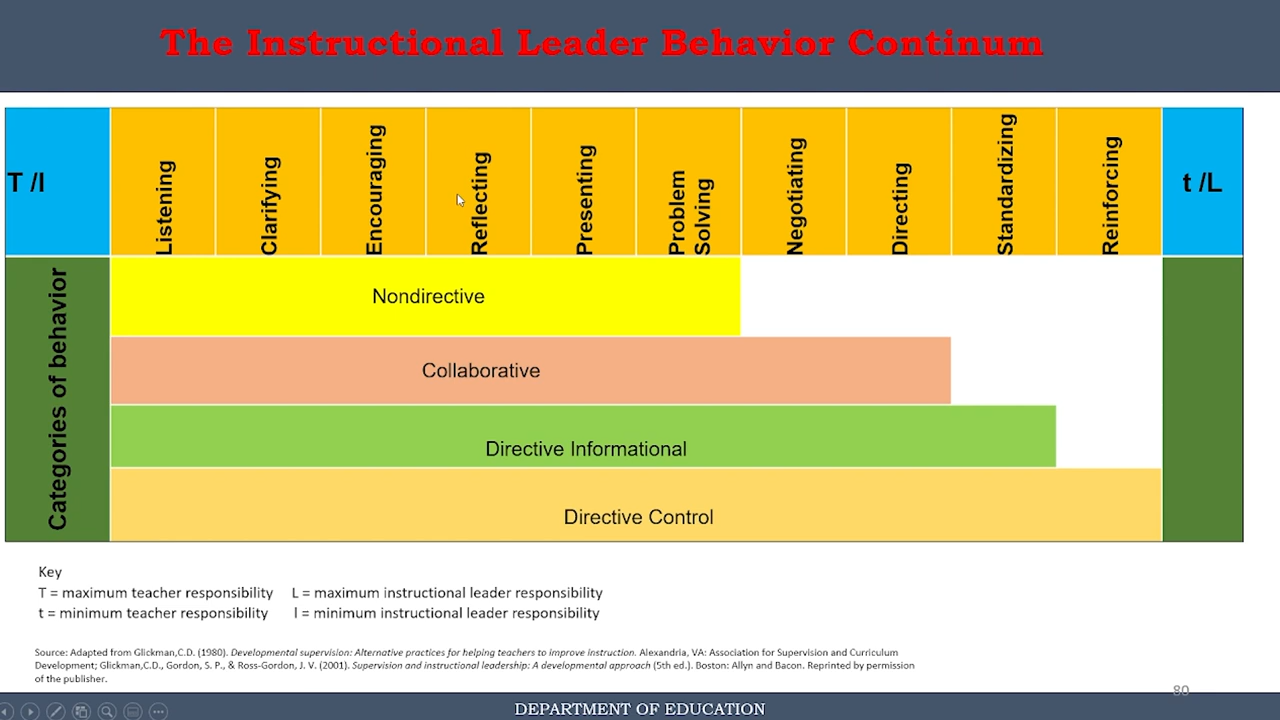 The Instructional Leader Behavior Continum
T /l
Listening
Clarifying
Encouraging
Reflecting
Presenting
Problem
Solving
Negotiating
Directing
Standardizing
Reinforcing
t /L
Categories of behavior
Nondirective
Collaborative
Directive Informational
Directive Control
Key
T = maximum teacher responsibility L = maximum instructional leader responsibility
t = minimum teacher responsibility l = minimum instructional leader responsibility
Source: Adapted from Glickman,C.D. (1980). Developmental supervision: Alternative practices for helping teachers to improve instruction. Alexandria, VA: Association for Supervision and Curriculum
Development; Glickman,C.D., Gordon, S. P., & Ross-Gordon, J. V. (2001). Supervision and instructional leadership: A developmental approach (5th ed.). Boston: Allyn and Bacon. Reprinted by permission
of the publisher.
80
DEPARTMENT OF EDUCATION